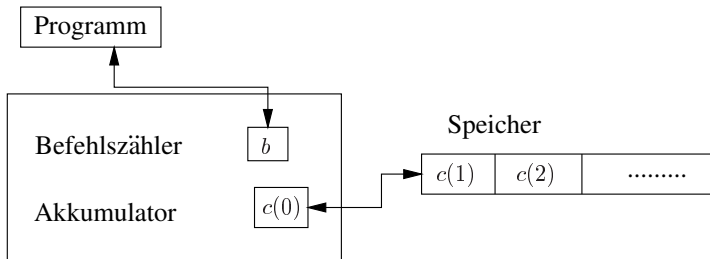 Programm
Speicher
Befehlszähler b
c(1) c(2) .........
Akkumulator c(0)